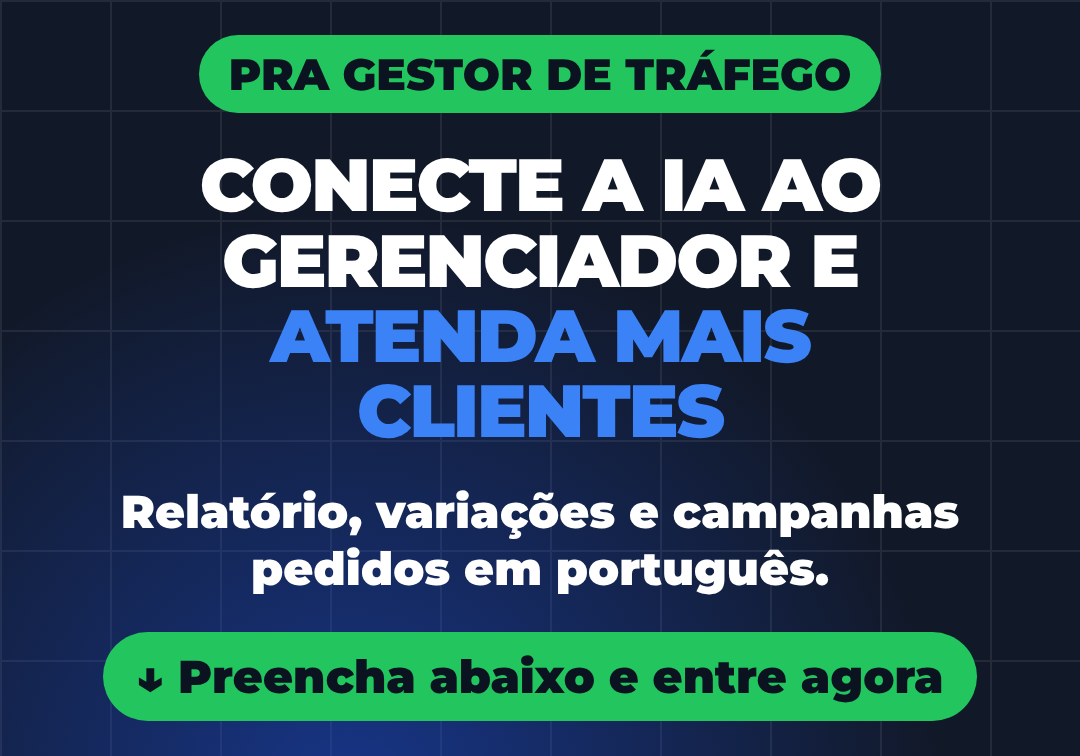 PRA GESTOR DE TRÁFEGO
CONECTE A IA AO
GERENCIADOR E
ATENDA MAIS
CLIENTES
Relatório, variações e campanhas
pedidos em português.
↓ Preencha abaixo e entre agora